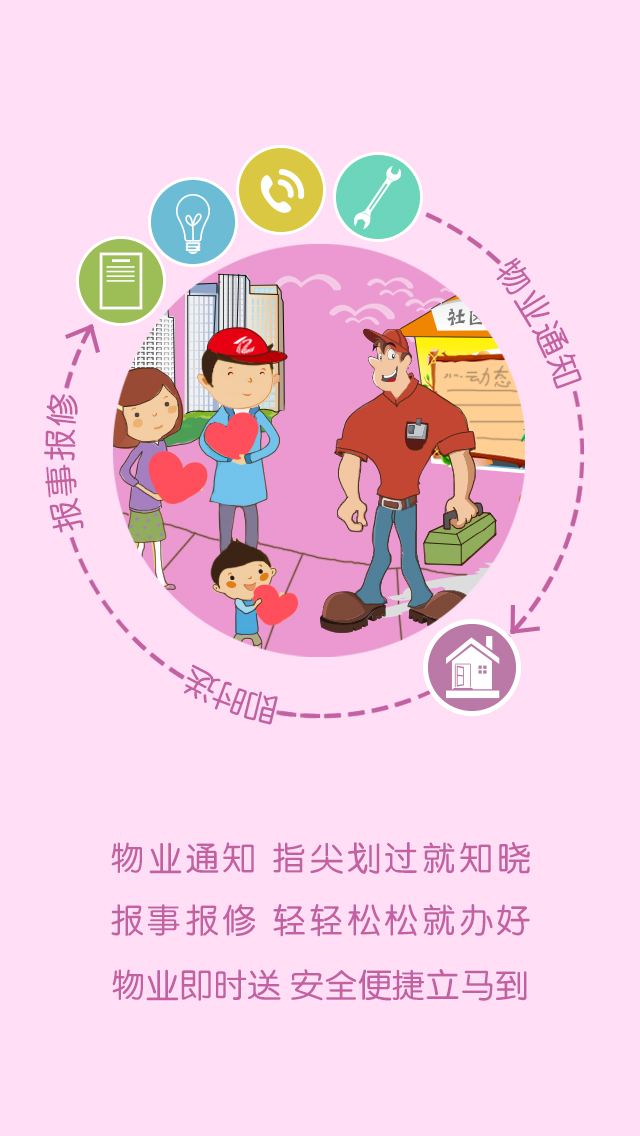 物业通知
社区
动态
报事报修
即时送
物业通知 指尖划过就知晓
报事报修 轻轻松松就办好
物业即时送 安全便捷立马到